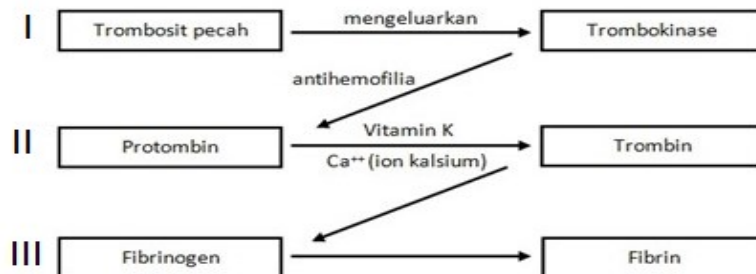 I Trombosit pecah mengeluarkan Trombokinase
antihemofilia
II Protombin Vitamin K Trombin
Ca⁺⁺ (ion kalsium)
III Fibrinogen Fibrin